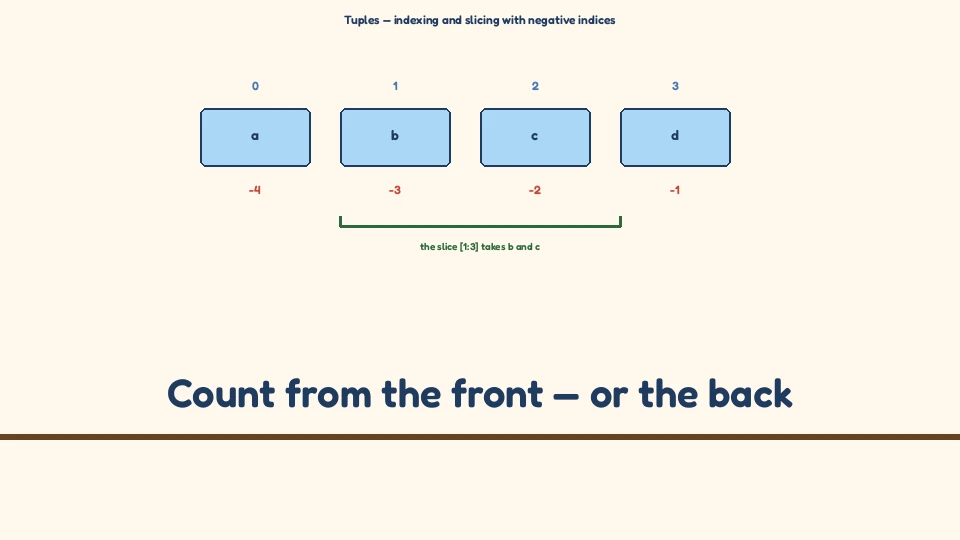 Tuples — indexing and slicing with negative indices
0 1 2 3
a b c d
-4 -3 -2 -1
the slice [1:3] takes b and c
Count from the front — or the back